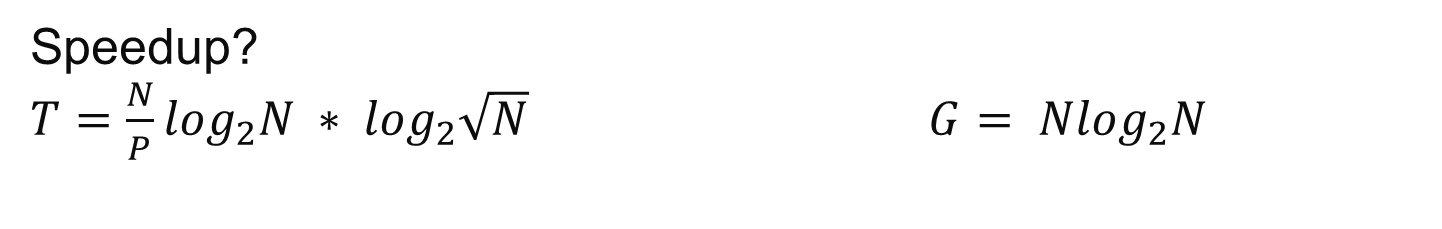 Speedup?
T = N/P log₂N * log₂√N G = Nlog₂N